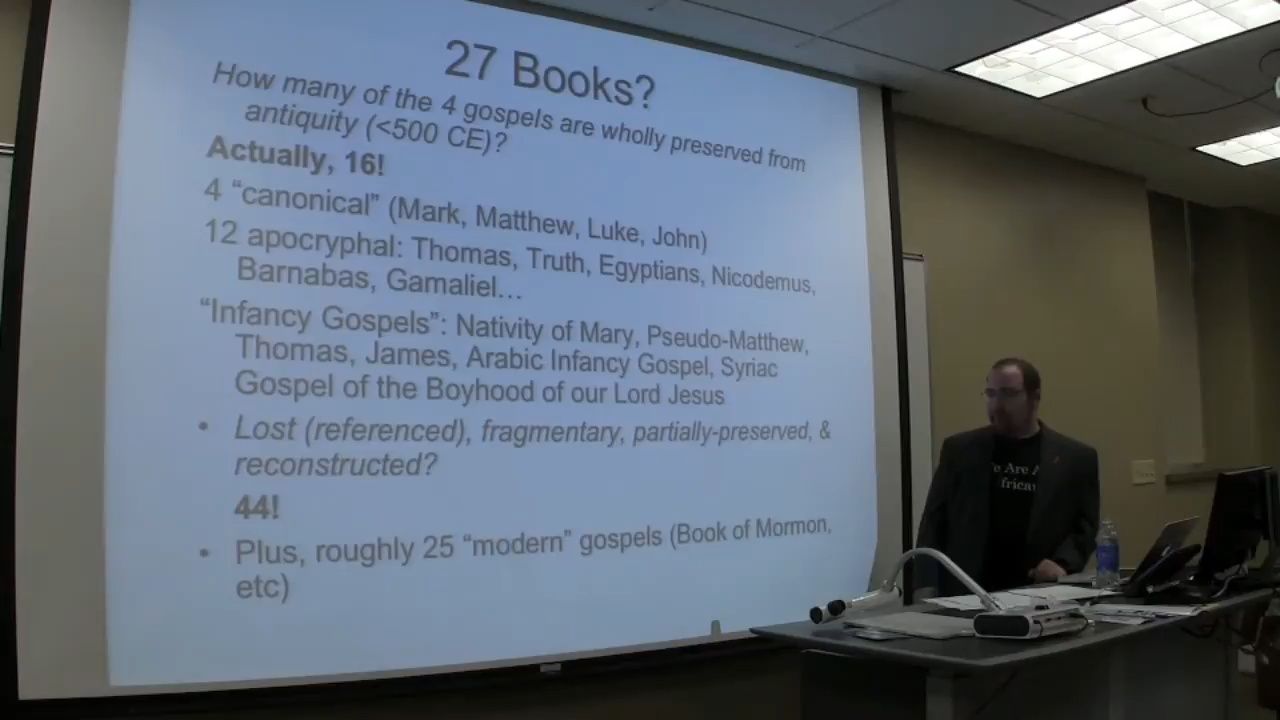 27 Books?
How many of the 4 gospels are wholly preserved from
antiquity (<500 CE)?
Actually, 16!
4 “canonical” (Mark, Matthew, Luke, John)
12 apocryphal: Thomas, Truth, Egyptians, Nicodemus,
Barnabas, Gamaliel...
“Infancy Gospels”: Nativity of Mary, Pseudo-Matthew,
Thomas, James, Arabic Infancy Gospel, Syriac
Gospel of the Boyhood of our Lord Jesus
• Lost (referenced), fragmentary, partially-preserved, &
reconstructed?
44!
• Plus, roughly 25 “modern” gospels (Book of Mormon,
etc)
e Are A
frica